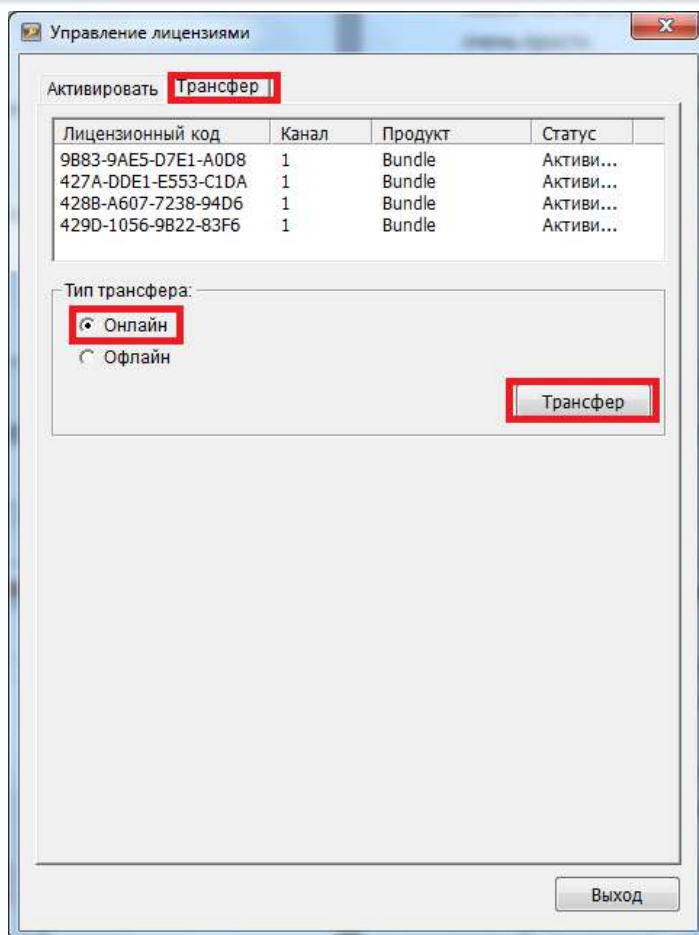 Управление лицензиями
Активировать Трансфер
Лицензионный код Канал Продукт Статус
9B83-9AE5-D7E1-A0D8 1 Bundle Активи...
427A-DDE1-E553-C1DA 1 Bundle Активи...
428B-A607-7238-94D6 1 Bundle Активи...
429D-1056-9B22-83F6 1 Bundle Активи...
Тип трансфера:
Онлайн
Офлайн
Трансфер
Выход